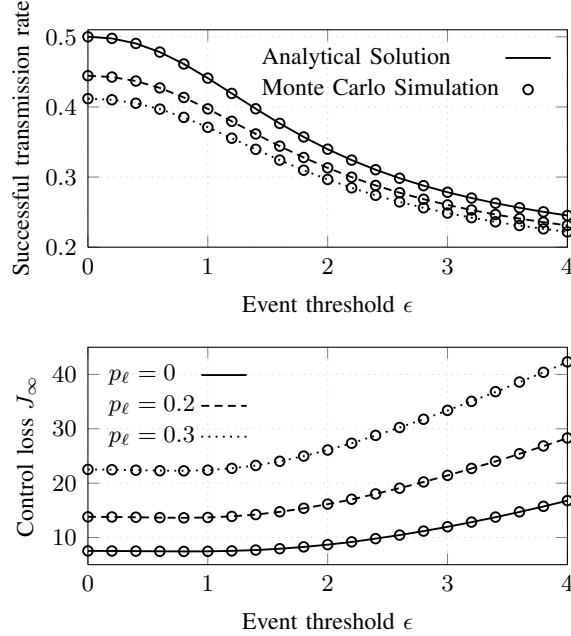 Successful transmission rate
0.5
0.4
0.3
0.2
Analytical Solution
Monte Carlo Simulation
0 1 2 3 4
Event threshold ϵ
Control loss J∞
40
30
20
10
pℓ = 0
pℓ = 0.2
pℓ = 0.3
0 1 2 3 4
Event threshold ϵ